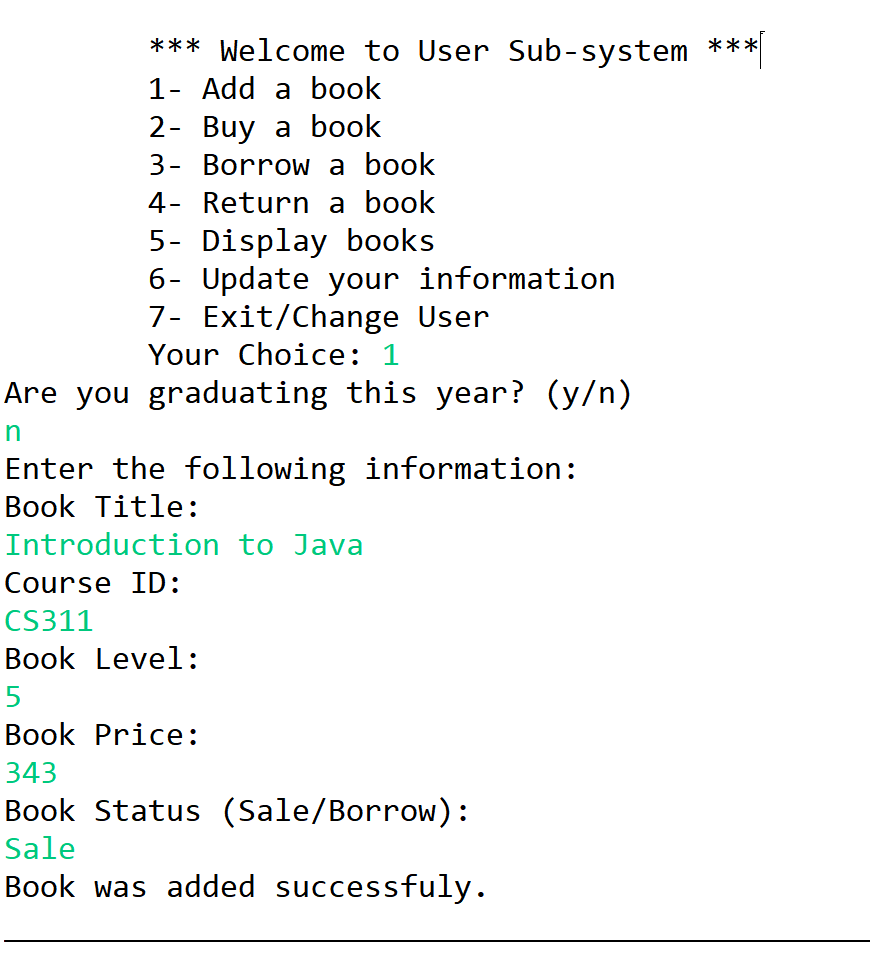 *** Welcome to User Sub-system ***
1- Add a book
2- Buy a book
3- Borrow a book
4- Return a book
5- Display books
6- Update your information
7- Exit/Change User
Your Choice: 1
Are you graduating this year? (y/n)
n
Enter the following information:
Book Title:
Introduction to Java
Course ID:
CS311
Book Level:
5
Book Price:
343
Book Status (Sale/Borrow):
Sale
Book was added successfuly.